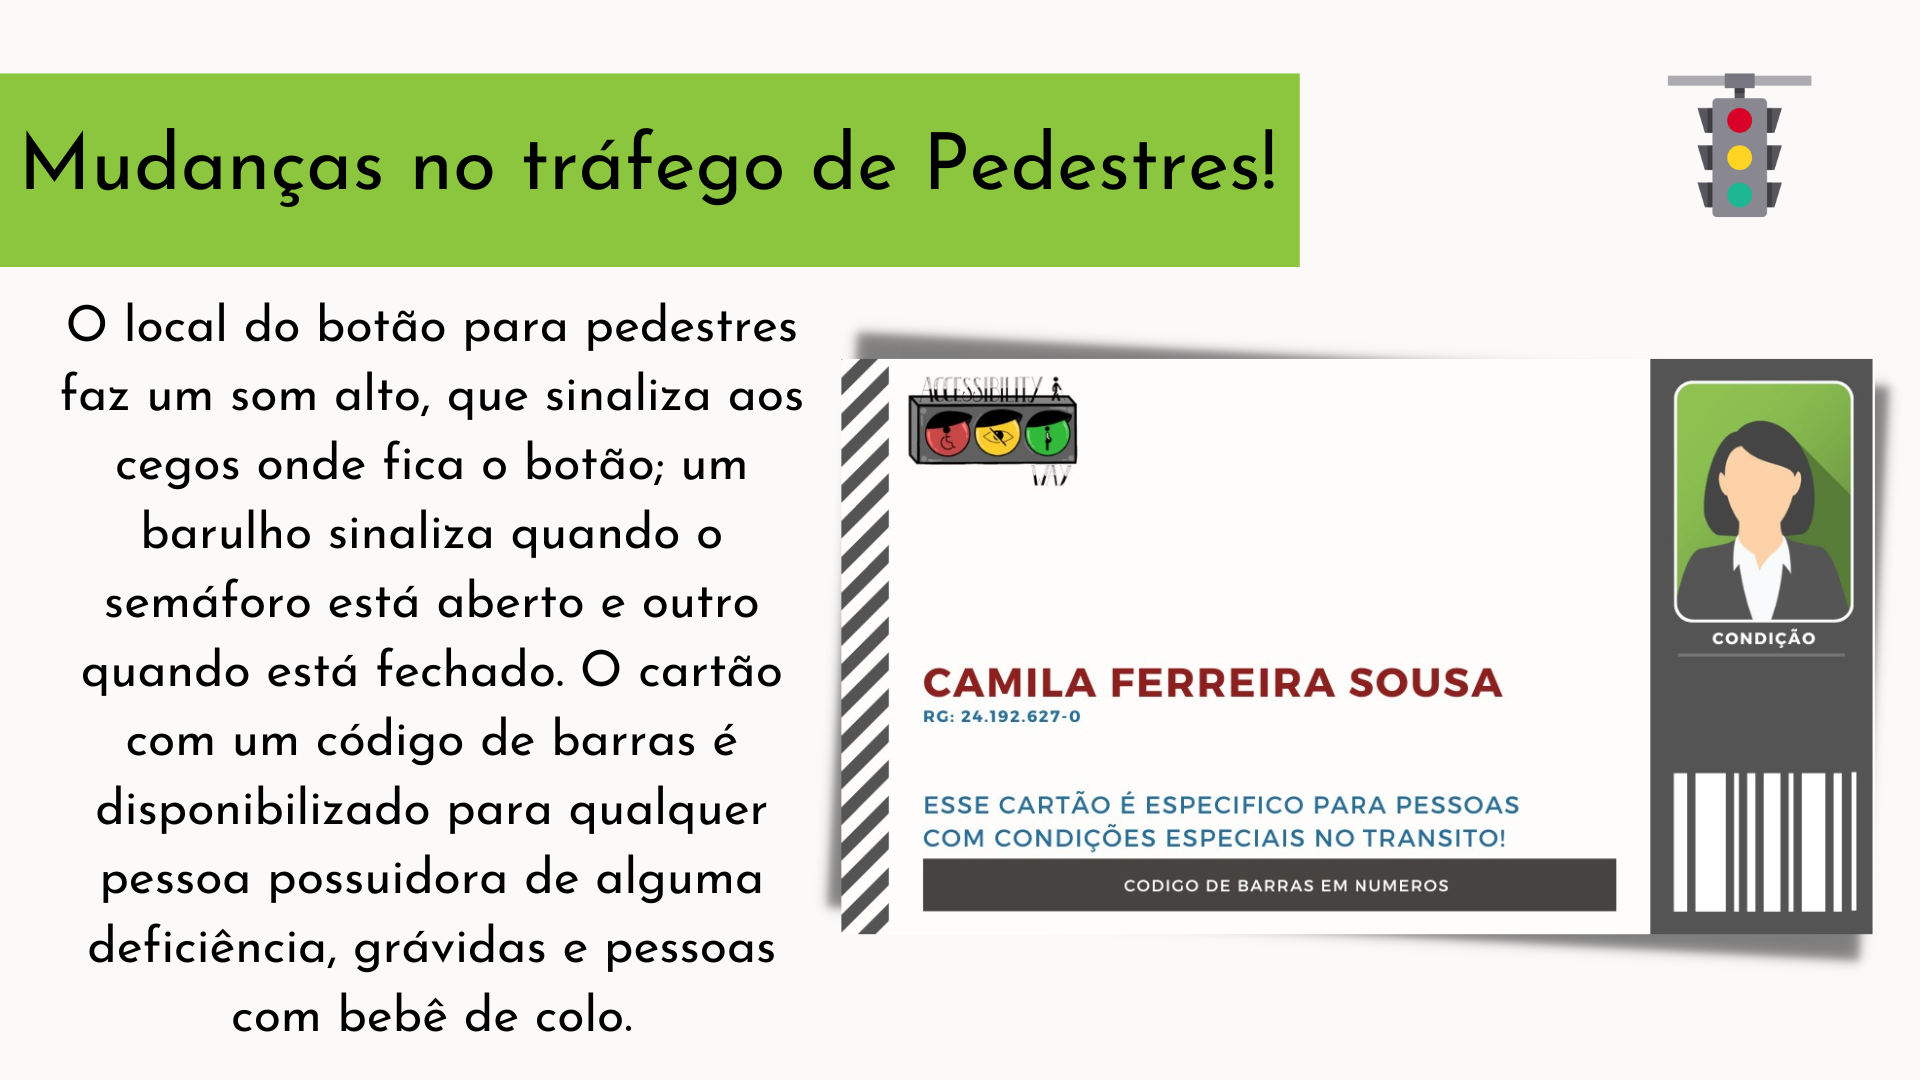 Mudanças no tráfego de Pedestres!
O local do botão para pedestres
faz um som alto, que sinaliza aos
cegos onde fica o botão; um
barulho sinaliza quando o
semáforo está aberto e outro
quando está fechado. O cartão
com um código de barras é
disponibilizado para qualquer
pessoa possuidora de alguma
deficiência, grávidas e pessoas
com bebê de colo.
ACCESSIBILITY
WAY
CAMILA FERREIRA SOUSA
RG: 24.192.627-0
ESSE CARTÃO É ESPECIFICO PARA PESSOAS
COM CONDIÇÕES ESPECIAIS NO TRANSITO!
CODIGO DE BARRAS EM NUMEROS
CONDIÇÃO